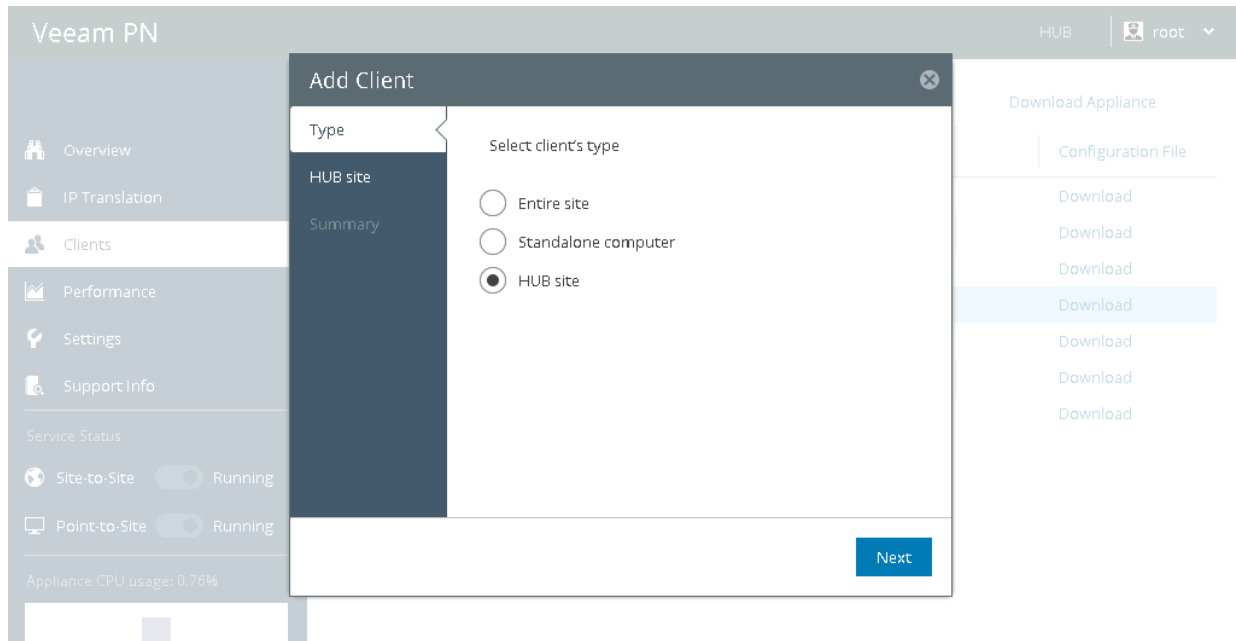 Veeam PN
HUB
root
Add Client
Download Appliance
Type
Select client's type
Overview
Configuration File
HUB site
IP Translation
Entire site
Download
Summary
Standalone computer
Download
Clients
HUB site
Download
Performance
Download
Settings
Download
Support Info
Download
Download
Service Status
Site-to-Site Running
Point-to-Site Running
Next
Appliance CPU usage: 0.76%